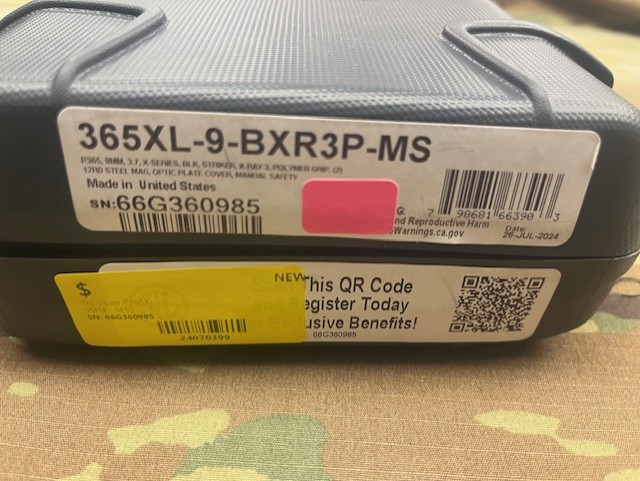 365XL-9-BXR3P-MS
P365, 9MM, 3.7, X-SERIES, BLK, STRIKER, X-RAY 3, POLYMER GRIP, (2)
12RD STEEL MAG, OPTIC PLATE COVER, MANUAL SAFETY
Made in United States
SN:66G360985
G: 7 98681 66390 3
nd Reproductive Harm
Warnings.ca.gov
Date:
26-JUL-2024
NEW
$
SN: 66G360985
24070399
This QR Code
Register Today
Benefits!
66G360985